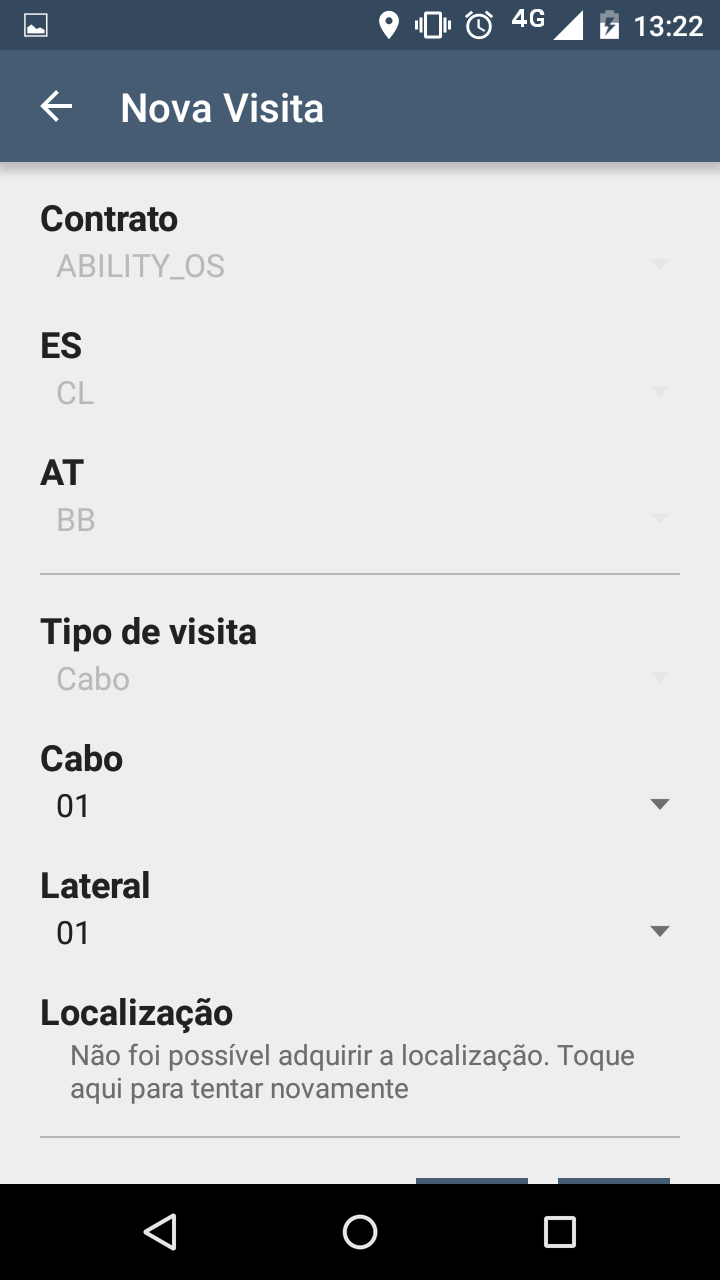 4G 13:22
Nova Visita
Contrato
ABILITY_OS
ES
CL
AT
BB
Tipo de visita
Cabo
Cabo
01
Lateral
01
Localização
Não foi possível adquirir a localização. Toque
aqui para tentar novamente